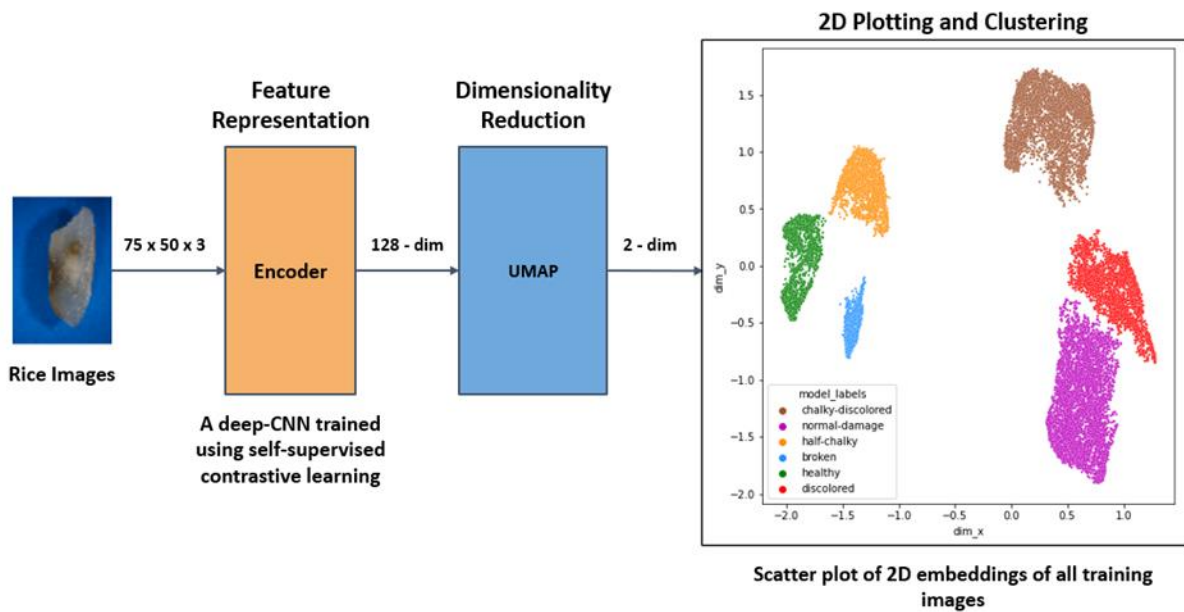 2D Plotting and Clustering
Feature
Representation
Dimensionality
Reduction
75 x 50 x 3
Encoder
128 - dim
UMAP
2 - dim
Rice Images
A deep-CNN trained
using self-supervised
contrastive learning
dim_y
1.5
1.0
0.5
0.0
−0.5
−1.0
−1.5
−2.0
model_labels
chalky-discolored
normal-damage
half-chalky
broken
healthy
discolored
−2.0 −1.5 −1.0 −0.5 0.0 0.5 1.0
dim_x
Scatter plot of 2D embeddings of all training
images